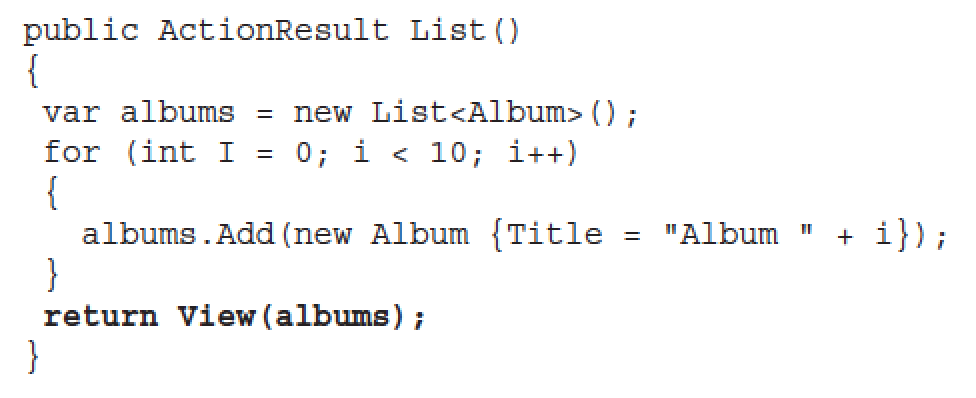 public ActionResult List()
{
 var albums = new List<Album>();
 for (int I = 0; i < 10; i++)
 {
   albums.Add(new Album {Title = "Album " + i});
 }
 return View(albums);
}